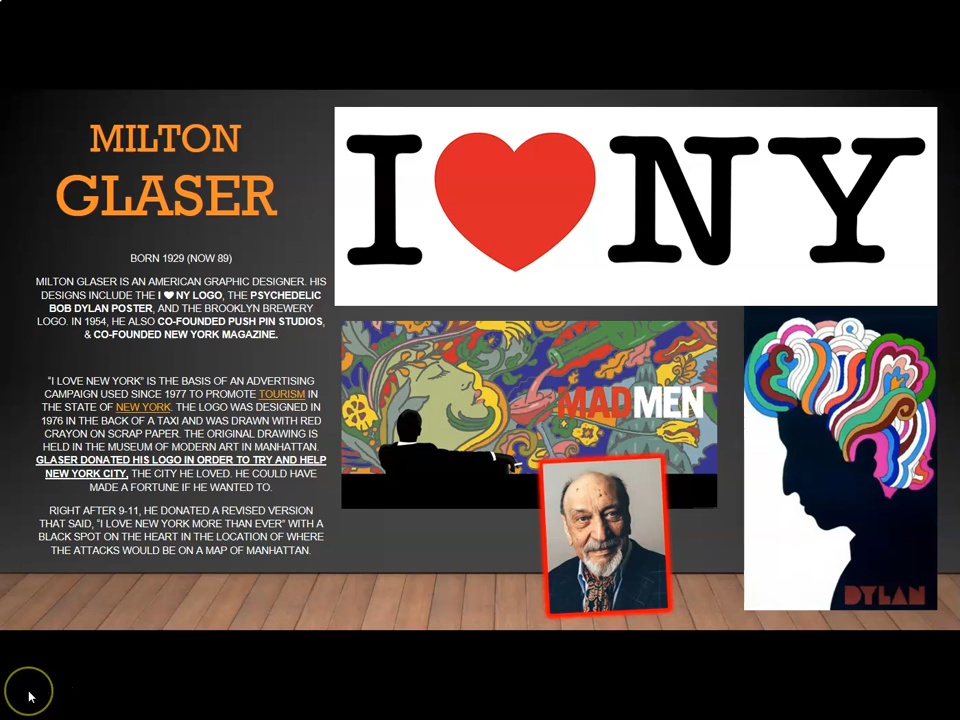 MILTON
GLASER
BORN 1929 (NOW 89)
MILTON GLASER IS AN AMERICAN GRAPHIC DESIGNER. HIS
DESIGNS INCLUDE THE I ❤ NY LOGO, THE PSYCHEDELIC
BOB DYLAN POSTER, AND THE BROOKLYN BREWERY
LOGO. IN 1954, HE ALSO CO-FOUNDED PUSH PIN STUDIOS,
& CO-FOUNDED NEW YORK MAGAZINE.
"I LOVE NEW YORK" IS THE BASIS OF AN ADVERTISING
CAMPAIGN USED SINCE 1977 TO PROMOTE TOURISM IN
THE STATE OF NEW YORK. THE LOGO WAS DESIGNED IN
1976 IN THE BACK OF A TAXI AND WAS DRAWN WITH RED
CRAYON ON SCRAP PAPER. THE ORIGINAL DRAWING IS
HELD IN THE MUSEUM OF MODERN ART IN MANHATTAN.
GLASER DONATED HIS LOGO IN ORDER TO TRY AND HELP
NEW YORK CITY, THE CITY HE LOVED. HE COULD HAVE
MADE A FORTUNE IF HE WANTED TO.
RIGHT AFTER 9-11, HE DONATED A REVISED VERSION
THAT SAID, "I LOVE NEW YORK MORE THAN EVER" WITH A
BLACK SPOT ON THE HEART IN THE LOCATION OF WHERE
THE ATTACKS WOULD BE ON A MAP OF MANHATTAN.
I ❤ NY
MAD MEN
DYLAN